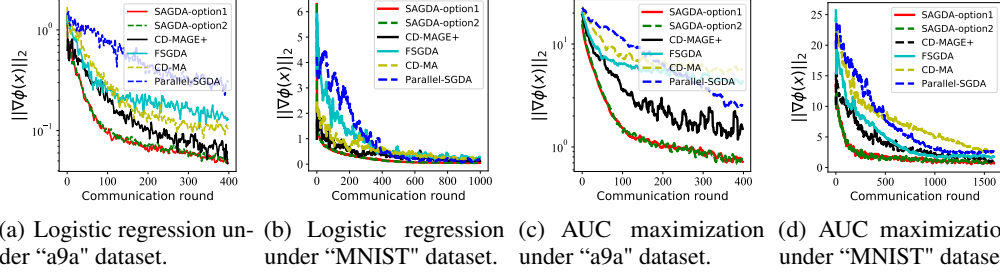 (a)
(b)
(c)
(d)
||∇ϕ(x)||₂
10⁰
10⁻¹
0 100 200 300 400
Communication round
SAGDA-option1
SAGDA-option2
CD-MAGE+
FSGDA
CD-MA
Parallel-SGDA
||∇ϕ(x)||₂
6
5
4
3
2
1
0
0 200 400 600 800 1000
Communication round
SAGDA-option1
SAGDA-option2
CD-MAGE+
FSGDA
CD-MA
Parallel-SGDA
||∇ϕ(x)||₂
10¹
10⁰
0 100 200 300 400
Communication round
SAGDA-option1
SAGDA-option2
CD-MAGE+
FSGDA
CD-MA
Parallel-SGDA
||∇ϕ(x)||₂
25
20
15
10
5
0
0 500 1000 1500
Communication round
SAGDA-option1
SAGDA-option2
CD-MAGE+
FSGDA
CD-MA
Parallel-SGDA
(a) Logistic regression un-
der “a9a" dataset.
(b) Logistic regression
under “MNIST" dataset.
(c) AUC maximization
under “a9a" dataset.
(d) AUC maximization
under “MNIST" dataset